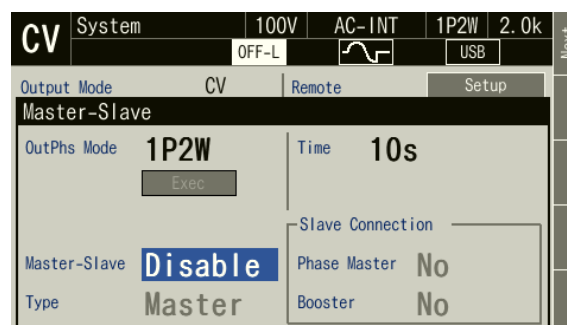 CV System 100V AC-INT 1P2W 2.0k
OFF-L USB
Next
Output Mode CV Remote Setup
Master-Slave
OutPhs Mode 1P2W Time 10s
Exec
Slave Connection
Master-Slave Disable Phase Master No
Type Master Booster No